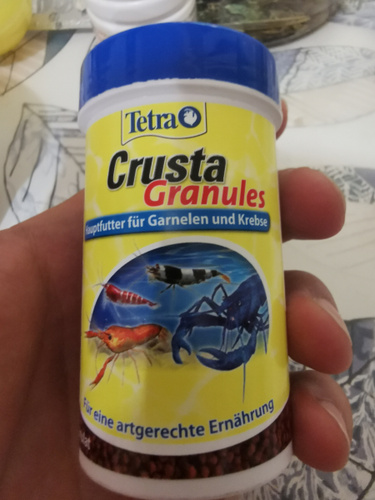 Tetra
Crusta
Granules
Hauptfutter für Garnelen und Krebse
Für eine artgerechte Ernährung